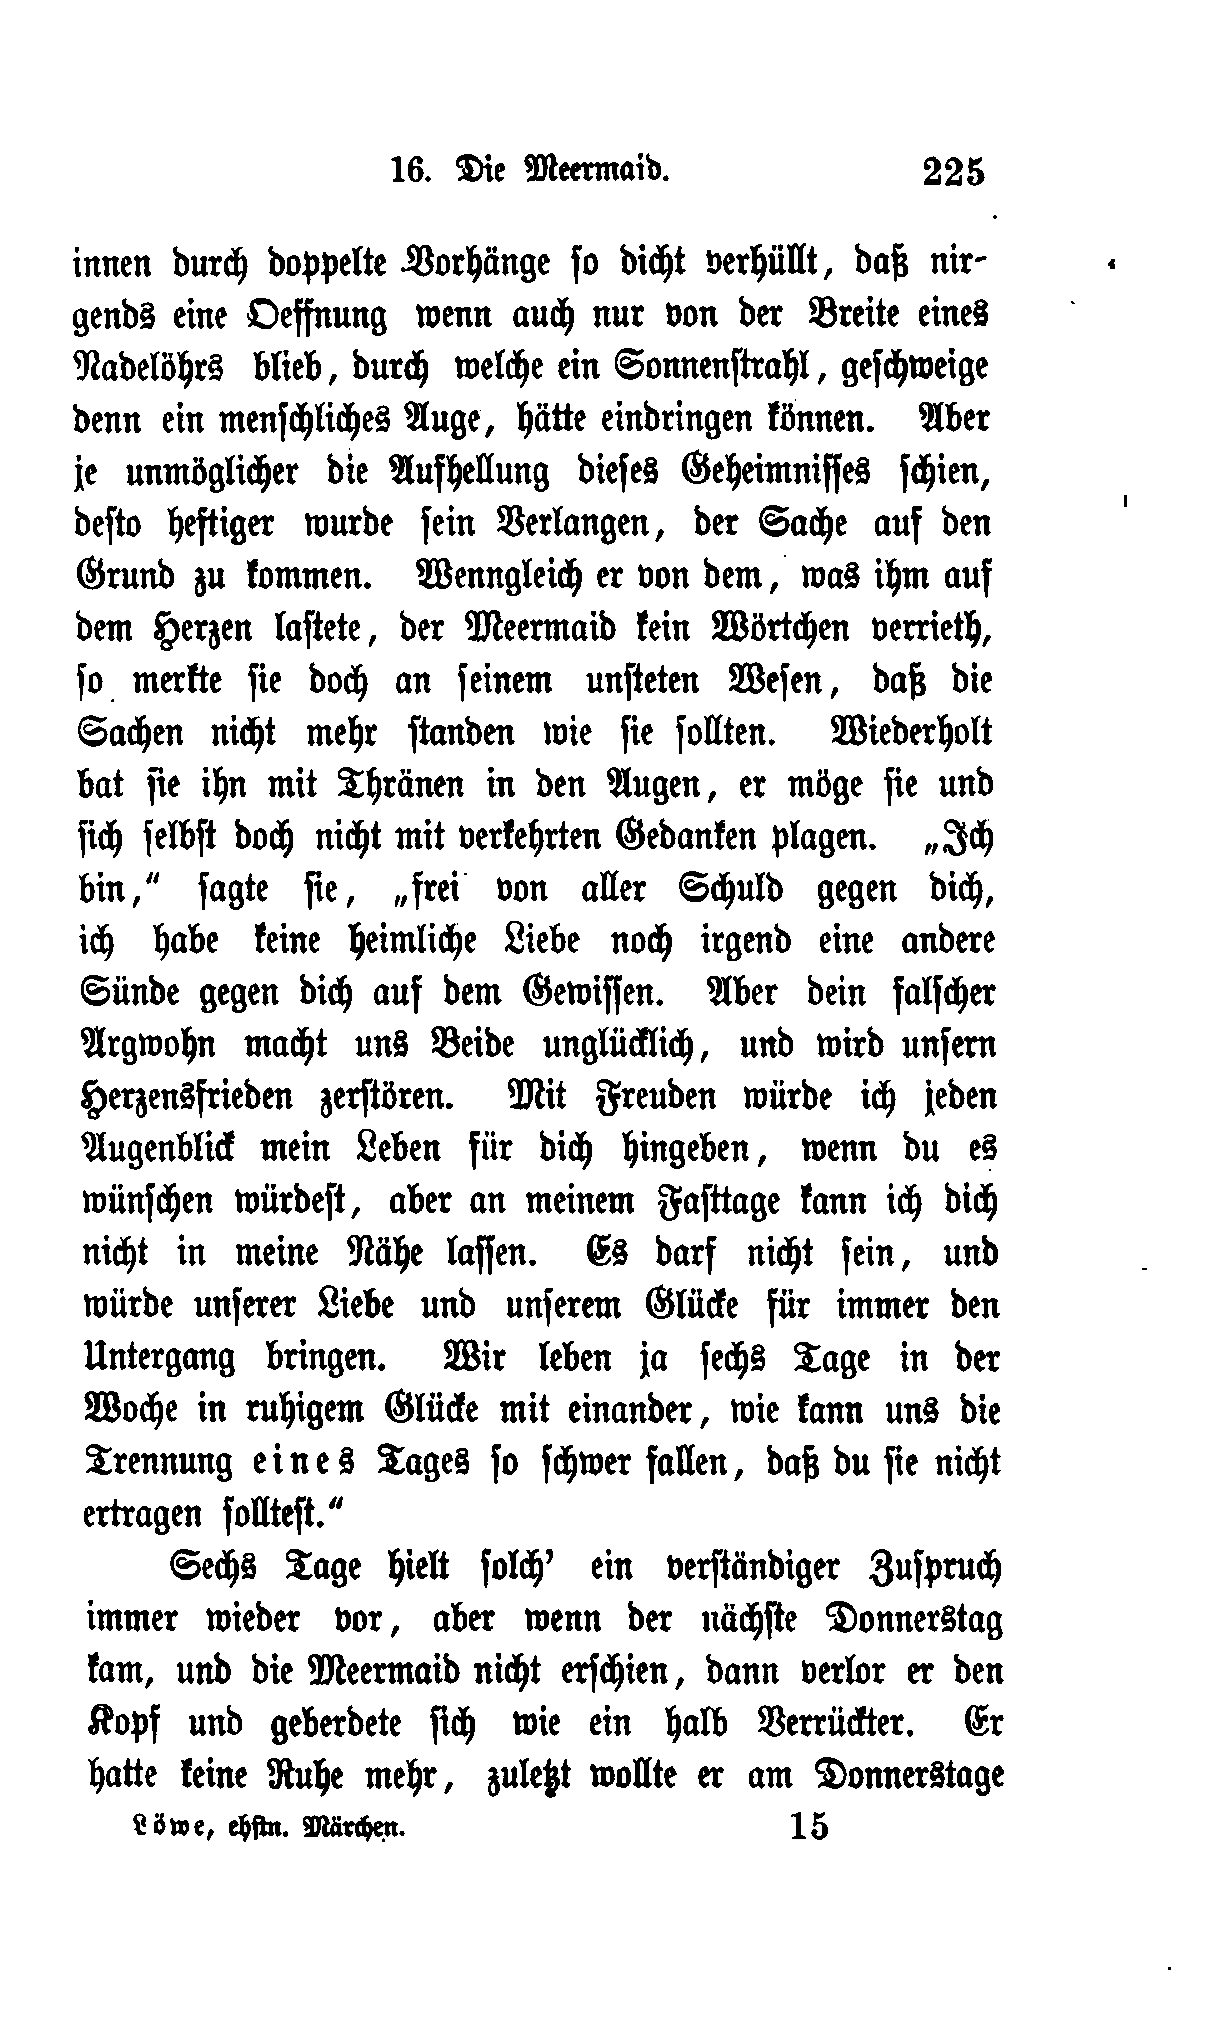 16. Die Meermaid. 225
innen durch doppelte Vorhänge so dicht verhüllt, daß nir-
gends eine Oeffnung wenn auch nur von der Breite eines
Nadelöhrs blieb, durch welche ein Sonnenstrahl, geschweige
denn ein menschliches Auge, hätte eindringen können. Aber
je unmöglicher die Aufhellung dieses Geheimnisses schien,
desto heftiger wurde sein Verlangen, der Sache auf den
Grund zu kommen. Wenngleich er von dem, was ihm auf
dem Herzen lastete, der Meermaid kein Wörtchen verrieth,
so merkte sie doch an seinem unsteten Wesen, daß die
Sachen nicht mehr standen wie sie sollten. Wiederholt
bat sie ihn mit Thränen in den Augen, er möge sie und
sich selbst doch nicht mit verkehrten Gedanken plagen. „Ich
bin,“ sagte sie, „frei von aller Schuld gegen dich,
ich habe keine heimliche Liebe noch irgend eine andere
Sünde gegen dich auf dem Gewissen. Aber dein falscher
Argwohn macht uns Beide unglücklich, und wird unsern
Herzensfrieden zerstören. Mit Freuden würde ich jeden
Augenblick mein Leben für dich hingeben, wenn du es
wünschen würdest, aber an meinem Fasttage kann ich dich
nicht in meine Nähe lassen. Es darf nicht sein, und
würde unserer Liebe und unserem Glücke für immer den
Untergang bringen. Wir leben ja sechs Tage in der
Woche in ruhigem Glücke mit einander, wie kann uns die
Trennung eines Tages so schwer fallen, daß du sie nicht
ertragen solltest.“
Sechs Tage hielt solch' ein verständiger Zuspruch
immer wieder vor, aber wenn der nächste Donnerstag
kam, und die Meermaid nicht erschien, dann verlor er den
Kopf und geberdete sich wie ein halb Verrückter. Er
hatte keine Ruhe mehr, zuletzt wollte er am Donnerstage
Löwe, ehstn. Märchen. 15